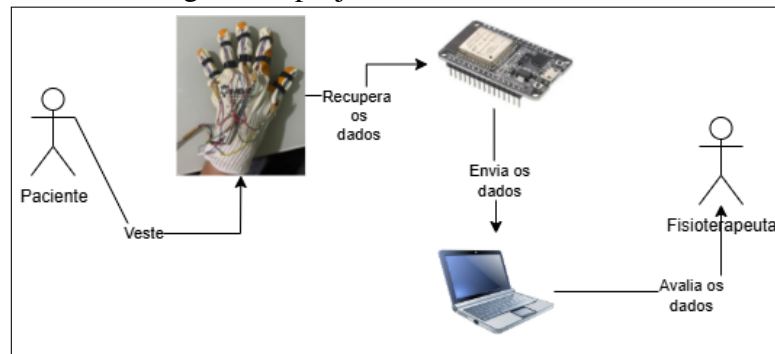 Paciente
Veste
Recupera
os
dados
Envia os
dados
Avalia os
dados
Fisioterapeuta